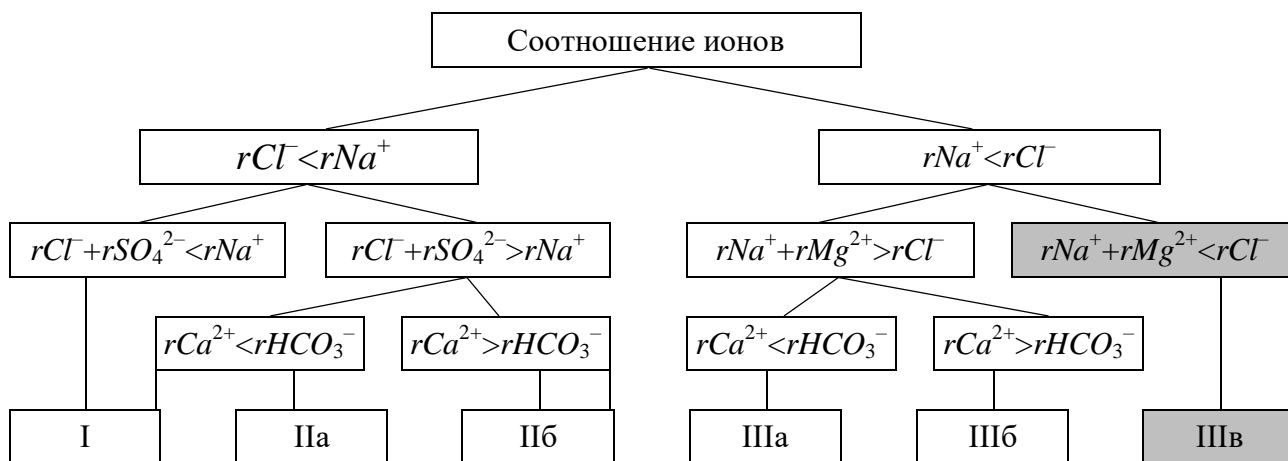 Соотношение ионов
rCl⁻<rNa⁺
rNa⁺<rCl⁻
rCl⁻+rSO₄²⁻<rNa⁺
rCl⁻+rSO₄²⁻>rNa⁺
rNa⁺+rMg²⁺>rCl⁻
rNa⁺+rMg²⁺<rCl⁻
rCa²⁺<rHCO₃⁻
rCa²⁺>rHCO₃⁻
rCa²⁺<rHCO₃⁻
rCa²⁺>rHCO₃⁻
I
IIа
IIб
IIIа
IIIб
IIIв